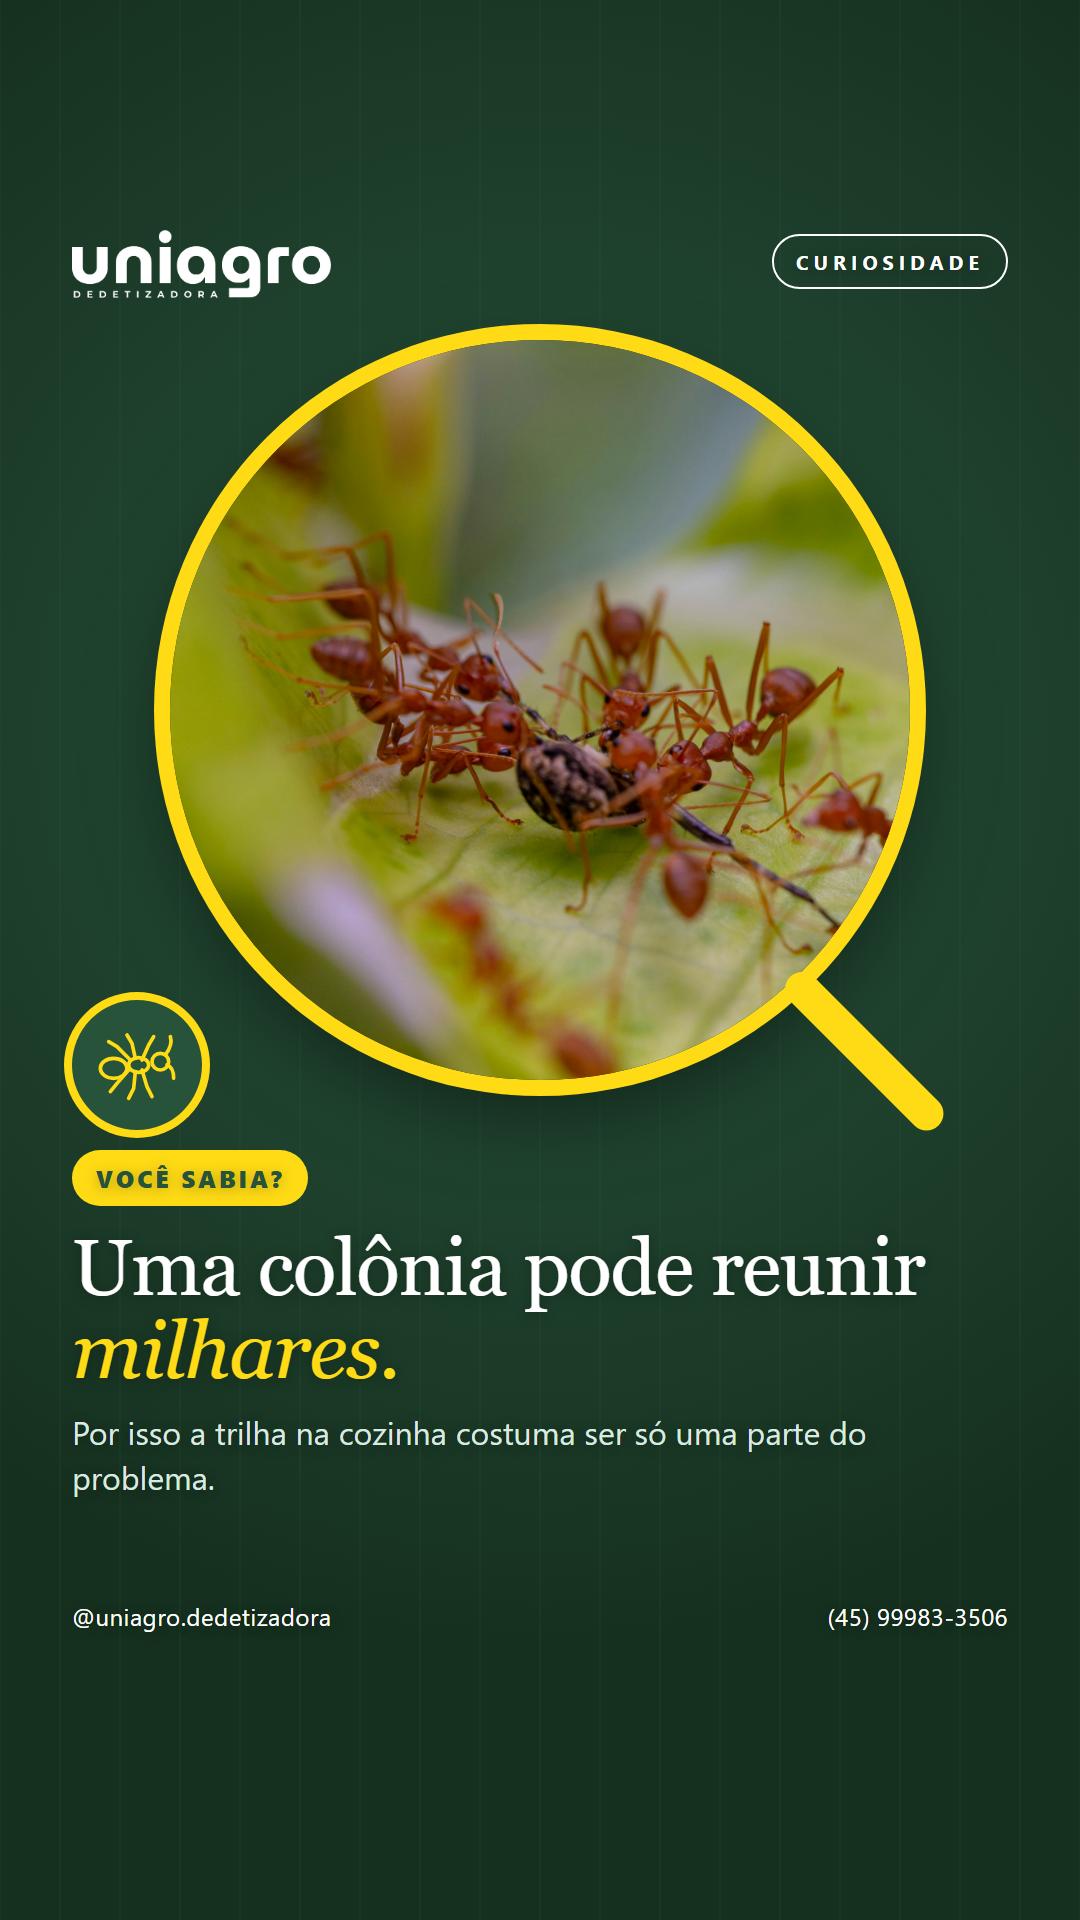 uniagro
DEDETIZADORA
CURIOSIDADE
VOCÊ SABIA?
Uma colônia pode reunir
milhares.
Por isso a trilha na cozinha costuma ser só uma parte do
problema.
@uniagro.dedetizadora
(45) 99983-3506